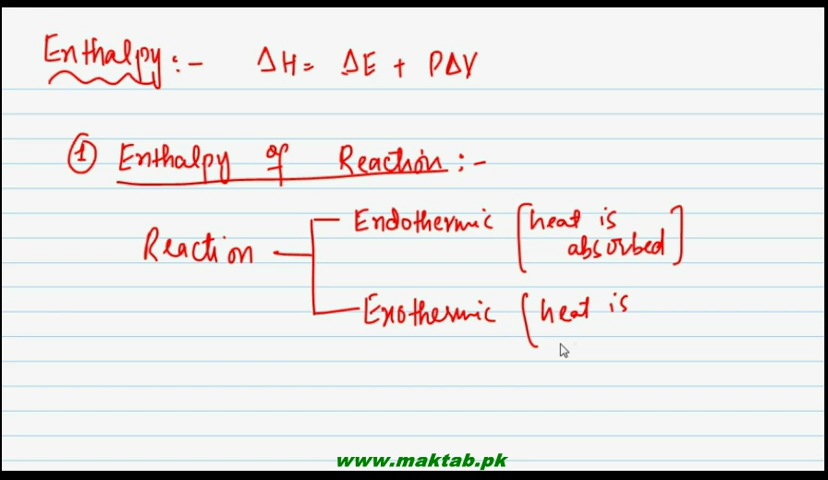 Enthalpy:- ΔH = ΔE + PΔV
① Enthalpy of Reaction:-
Endothermic [heat is
absorbed]
Reaction
Exothermic [heat is
www.maktab.pk